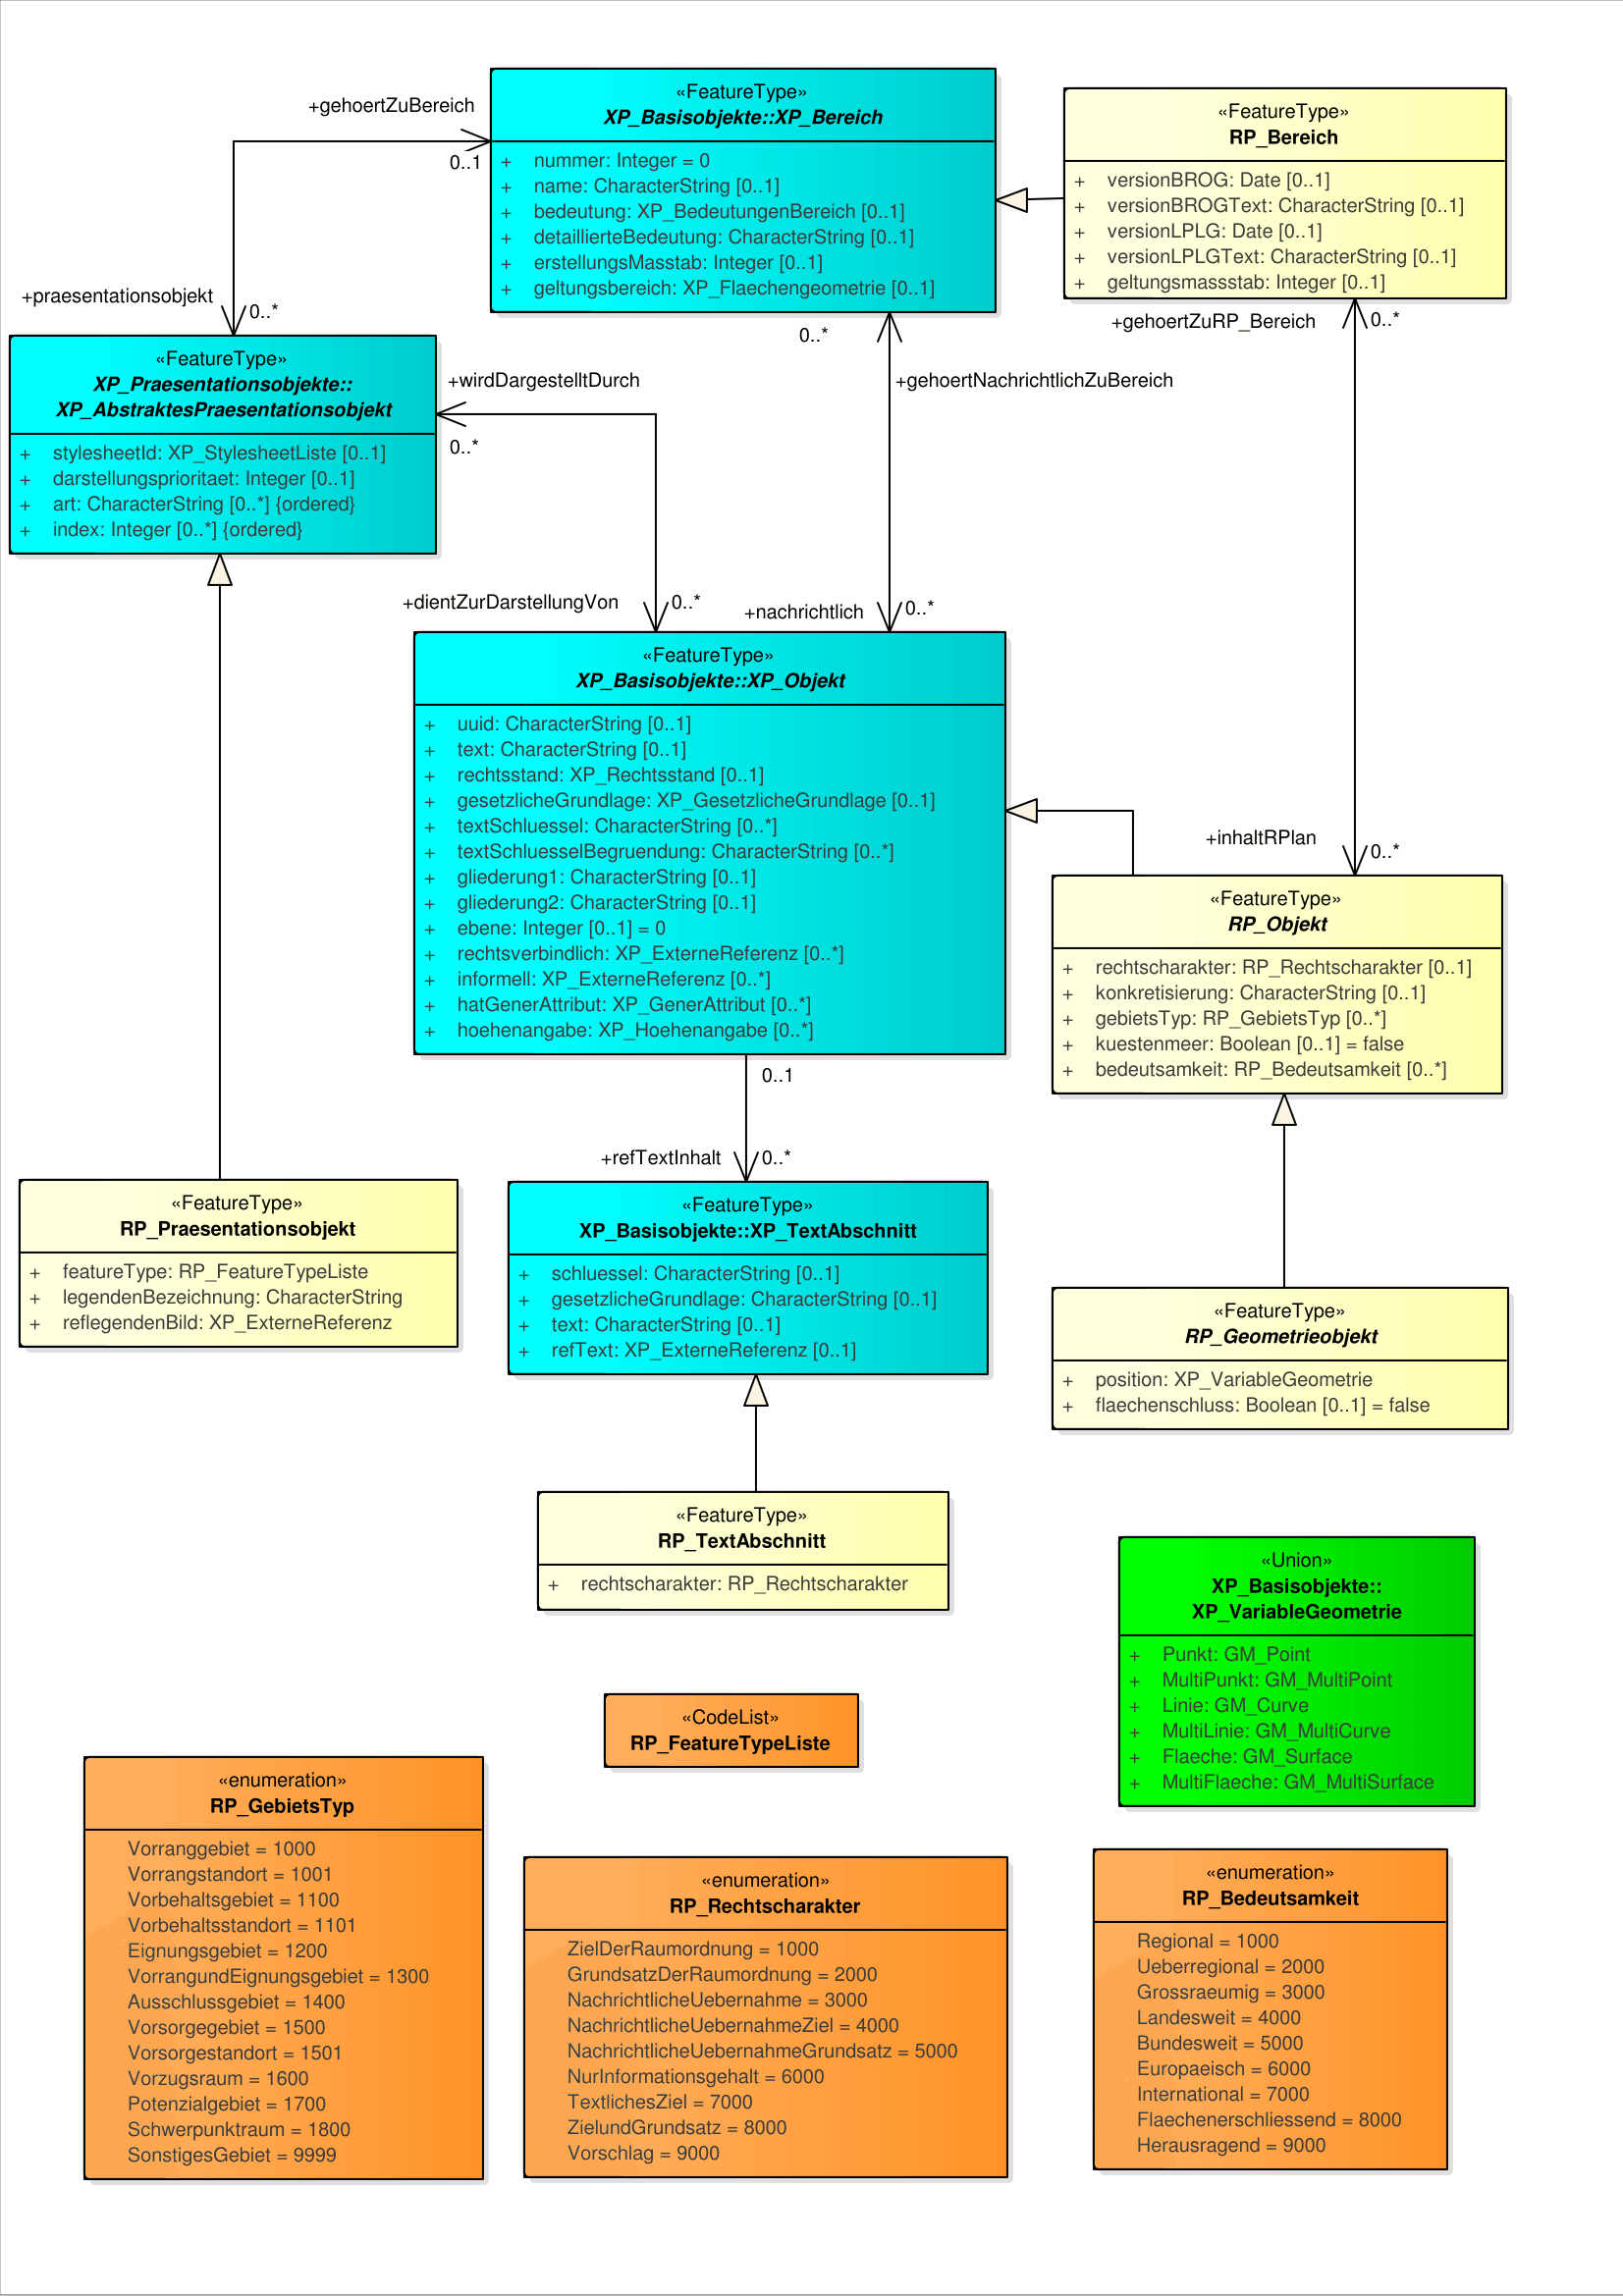 +gehoertZuBereich
0..1
«FeatureType»
XP_Basisobjekte::XP_Bereich
+ nummer: Integer = 0
+ name: CharacterString [0..1]
+ bedeutung: XP_BedeutungenBereich [0..1]
+ detaillierteBedeutung: CharacterString [0..1]
+ erstellungsMasstab: Integer [0..1]
+ geltungsbereich: XP_Flaechengeometrie [0..1]
«FeatureType»
RP_Bereich
+ versionBROG: Date [0..1]
+ versionBROGText: CharacterString [0..1]
+ versionLPLG: Date [0..1]
+ versionLPLGText: CharacterString [0..1]
+ geltungsmassstab: Integer [0..1]
+praesentationsobjekt
0..*
0..*
+gehoertZuRP_Bereich
0..*
«FeatureType»
XP_Praesentationsobjekte::
XP_AbstraktesPraesentationsobjekt
+ stylesheetId: XP_StylesheetListe [0..1]
+ darstellungsprioritaet: Integer [0..1]
+ art: CharacterString [0..*] {ordered}
+ index: Integer [0..*] {ordered}
+wirdDargestelltDurch
0..*
+gehoertNachrichtlichZuBereich
+dientZurDarstellungVon
0..*
+nachrichtlich
0..*
«FeatureType»
XP_Basisobjekte::XP_Objekt
+ uuid: CharacterString [0..1]
+ text: CharacterString [0..1]
+ rechtsstand: XP_Rechtsstand [0..1]
+ gesetzlicheGrundlage: XP_GesetzlicheGrundlage [0..1]
+ textSchluessel: CharacterString [0..*]
+ textSchluesselBegruendung: CharacterString [0..*]
+ gliederung1: CharacterString [0..1]
+ gliederung2: CharacterString [0..1]
+ ebene: Integer [0..1] = 0
+ rechtsverbindlich: XP_ExterneReferenz [0..*]
+ informell: XP_ExterneReferenz [0..*]
+ hatGenerAttribut: XP_GenerAttribut [0..*]
+ hoehenangabe: XP_Hoehenangabe [0..*]
+inhaltRPlan
0..*
«FeatureType»
RP_Objekt
+ rechtscharakter: RP_Rechtscharakter [0..1]
+ konkretisierung: CharacterString [0..1]
+ gebietsTyp: RP_GebietsTyp [0..*]
+ kuestenmeer: Boolean [0..1] = false
+ bedeutsamkeit: RP_Bedeutsamkeit [0..*]
0..1
+refTextInhalt
0..*
«FeatureType»
RP_Praesentationsobjekt
+ featureType: RP_FeatureTypeListe
+ legendenBezeichnung: CharacterString
+ reflegendenBild: XP_ExterneReferenz
«FeatureType»
XP_Basisobjekte::XP_TextAbschnitt
+ schluessel: CharacterString [0..1]
+ gesetzlicheGrundlage: CharacterString [0..1]
+ text: CharacterString [0..1]
+ refText: XP_ExterneReferenz [0..1]
«FeatureType»
RP_Geometrieobjekt
+ position: XP_VariableGeometrie
+ flaechenschluss: Boolean [0..1] = false
«FeatureType»
RP_TextAbschnitt
+ rechtscharakter: RP_Rechtscharakter
«Union»
XP_Basisobjekte::
XP_VariableGeometrie
+ Punkt: GM_Point
+ MultiPunkt: GM_MultiPoint
+ Linie: GM_Curve
+ MultiLinie: GM_MultiCurve
+ Flaeche: GM_Surface
+ MultiFlaeche: GM_MultiSurface
«CodeList»
RP_FeatureTypeListe
«enumeration»
RP_GebietsTyp
Vorranggebiet = 1000
Vorrangstandort = 1001
Vorbehaltsgebiet = 1100
Vorbehaltsstandort = 1101
Eignungsgebiet = 1200
VorrangundEignungsgebiet = 1300
Ausschlussgebiet = 1400
Vorsorgegebiet = 1500
Vorsorgestandort = 1501
Vorzugsraum = 1600
Potenzialgebiet = 1700
Schwerpunktraum = 1800
SonstigesGebiet = 9999
«enumeration»
RP_Rechtscharakter
ZielDerRaumordnung = 1000
GrundsatzDerRaumordnung = 2000
NachrichtlicheUebernahme = 3000
NachrichtlicheUebernahmeZiel = 4000
NachrichtlicheUebernahmeGrundsatz = 5000
NurInformationsgehalt = 6000
TextlichesZiel = 7000
ZielundGrundsatz = 8000
Vorschlag = 9000
«enumeration»
RP_Bedeutsamkeit
Regional = 1000
Ueberregional = 2000
Grossraeumig = 3000
Landesweit = 4000
Bundesweit = 5000
Europaeisch = 6000
International = 7000
Flaechenerschliessend = 8000
Herausragend = 9000